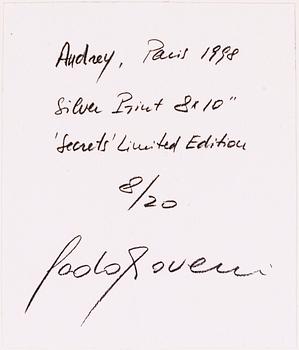 Audrey, Paris 1998
Silver Print 8x10"
'Secrets' Limited Edition
8/20
Paolo Roversi